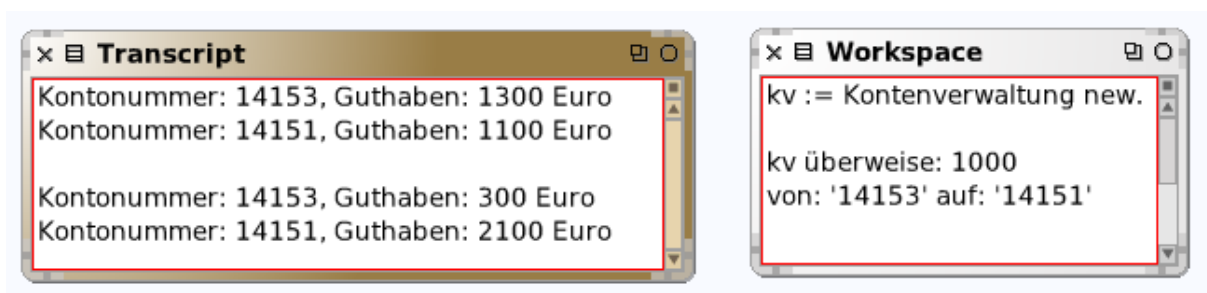 Transcript
Kontonummer: 14153, Guthaben: 1300 Euro
Kontonummer: 14151, Guthaben: 1100 Euro
Kontonummer: 14153, Guthaben: 300 Euro
Kontonummer: 14151, Guthaben: 2100 Euro
Workspace
kv := Kontenverwaltung new.
kv überweise: 1000
von: '14153' auf: '14151'